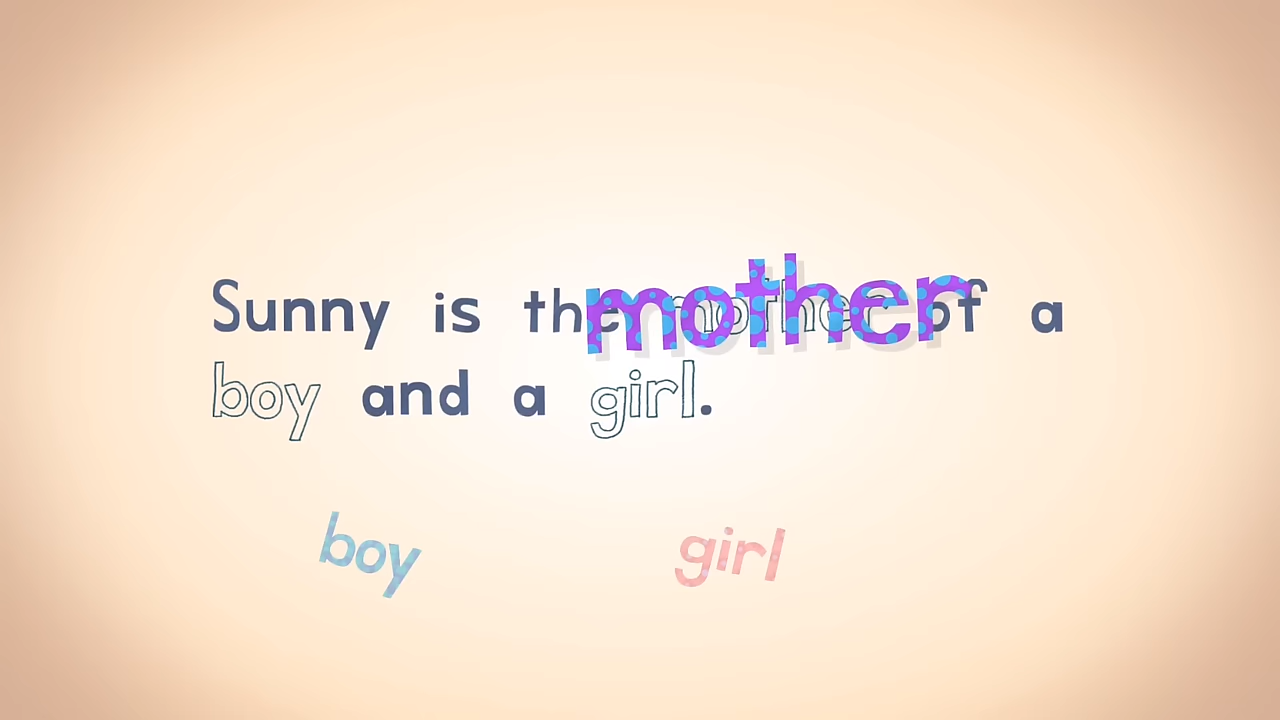 Sunny is the mother of a
boy and a girl.
mother
boy
girl